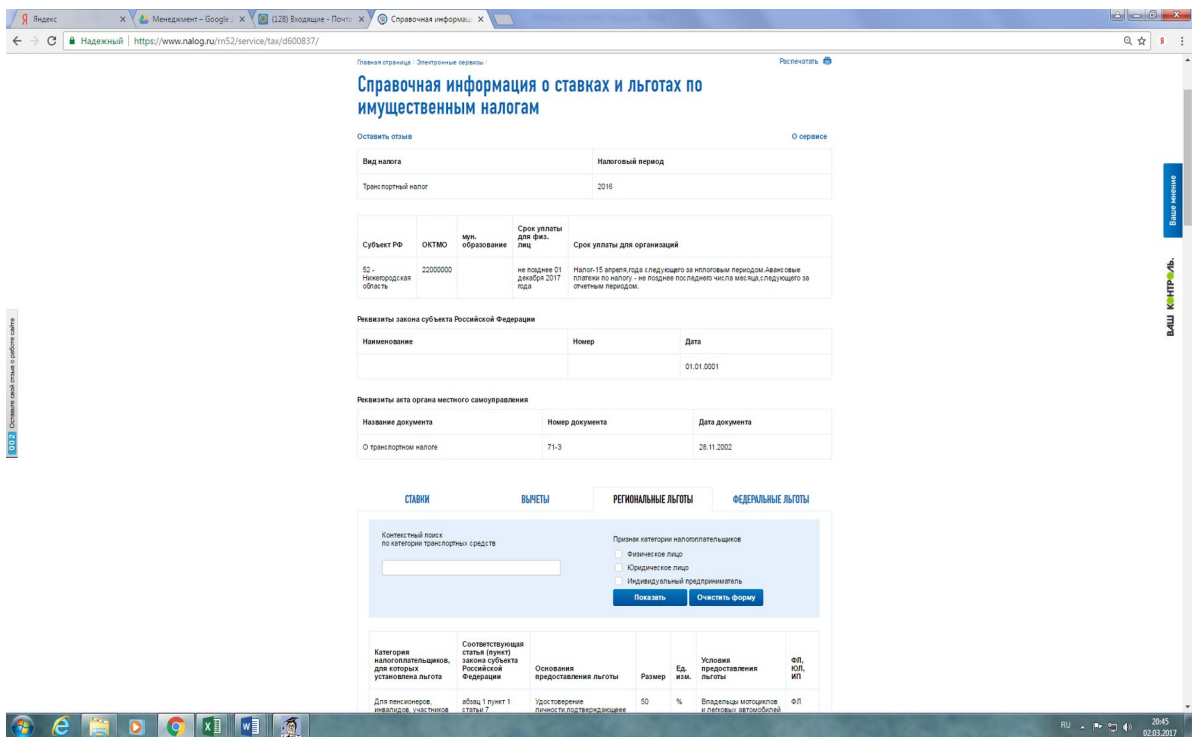 Яндекс
Менеджмент – Google
(128) Входящие - Почта
Справочная информаци
Надежный
https://www.nalog.ru/rn52/service/tax/d600837/
Главная страница / Электронные сервисы /
Распечатать
Справочная информация о ставках и льготах по
имущественным налогам
Оставить отзыв
О сервисе
Вид налога
Налоговый период
Транспортный налог
2016
Субъект РФ
ОКТМО
мун.
образование
Срок уплаты
для физ.
лиц
Срок уплаты для организаций
52 -
Нижегородская
область
22000000
не позднее 01
декабря 2017
года
Налог-15 апреля,года следующего за нплоговым периодом.Авансовые
платежи по налогу - не позднее последнего числа месяца,следующего за
отчетным периодом.
Реквизиты закона субъекта Российской Федерации
Наименование
Номер
Дата
01.01.0001
Реквизиты акта органа местного самоуправления
Название документа
Номер документа
Дата документа
О транспортном налоге
71-З
28.11.2002
СТАВКИ
ВЫЧЕТЫ
РЕГИОНАЛЬНЫЕ ЛЬГОТЫ
ФЕДЕРАЛЬНЫЕ ЛЬГОТЫ
Контекстный поиск
по категории транспортных средств
Признак категории налогоплательщиков
Физическое лицо
Юридическое лицо
Индивидуальный предприниматель
Показать
Очистить форму
Категория
налогоплательщиков,
для которых
установлена льгота
Соответствующая
статья (пункт)
закона субъекта
Российской
Федерации
Основания
предоставления льготы
Размер
Ед.
изм.
Условия
предоставления
льготы
ФЛ,
ЮЛ,
ИП
Для пенсионеров,
инвалидов, участников
абзац 1 пункт 1
статьи 7
Удостоверение
личности,подтверждающеее
50
%
Владельцы мотоциклов
и легковых автомобилей
ФЛ
Ваше мнение
ВАШ КОНТРОЛЬ.
002 Оставьте свой отзыв о работе сайта
RU
20:45
02.03.2017